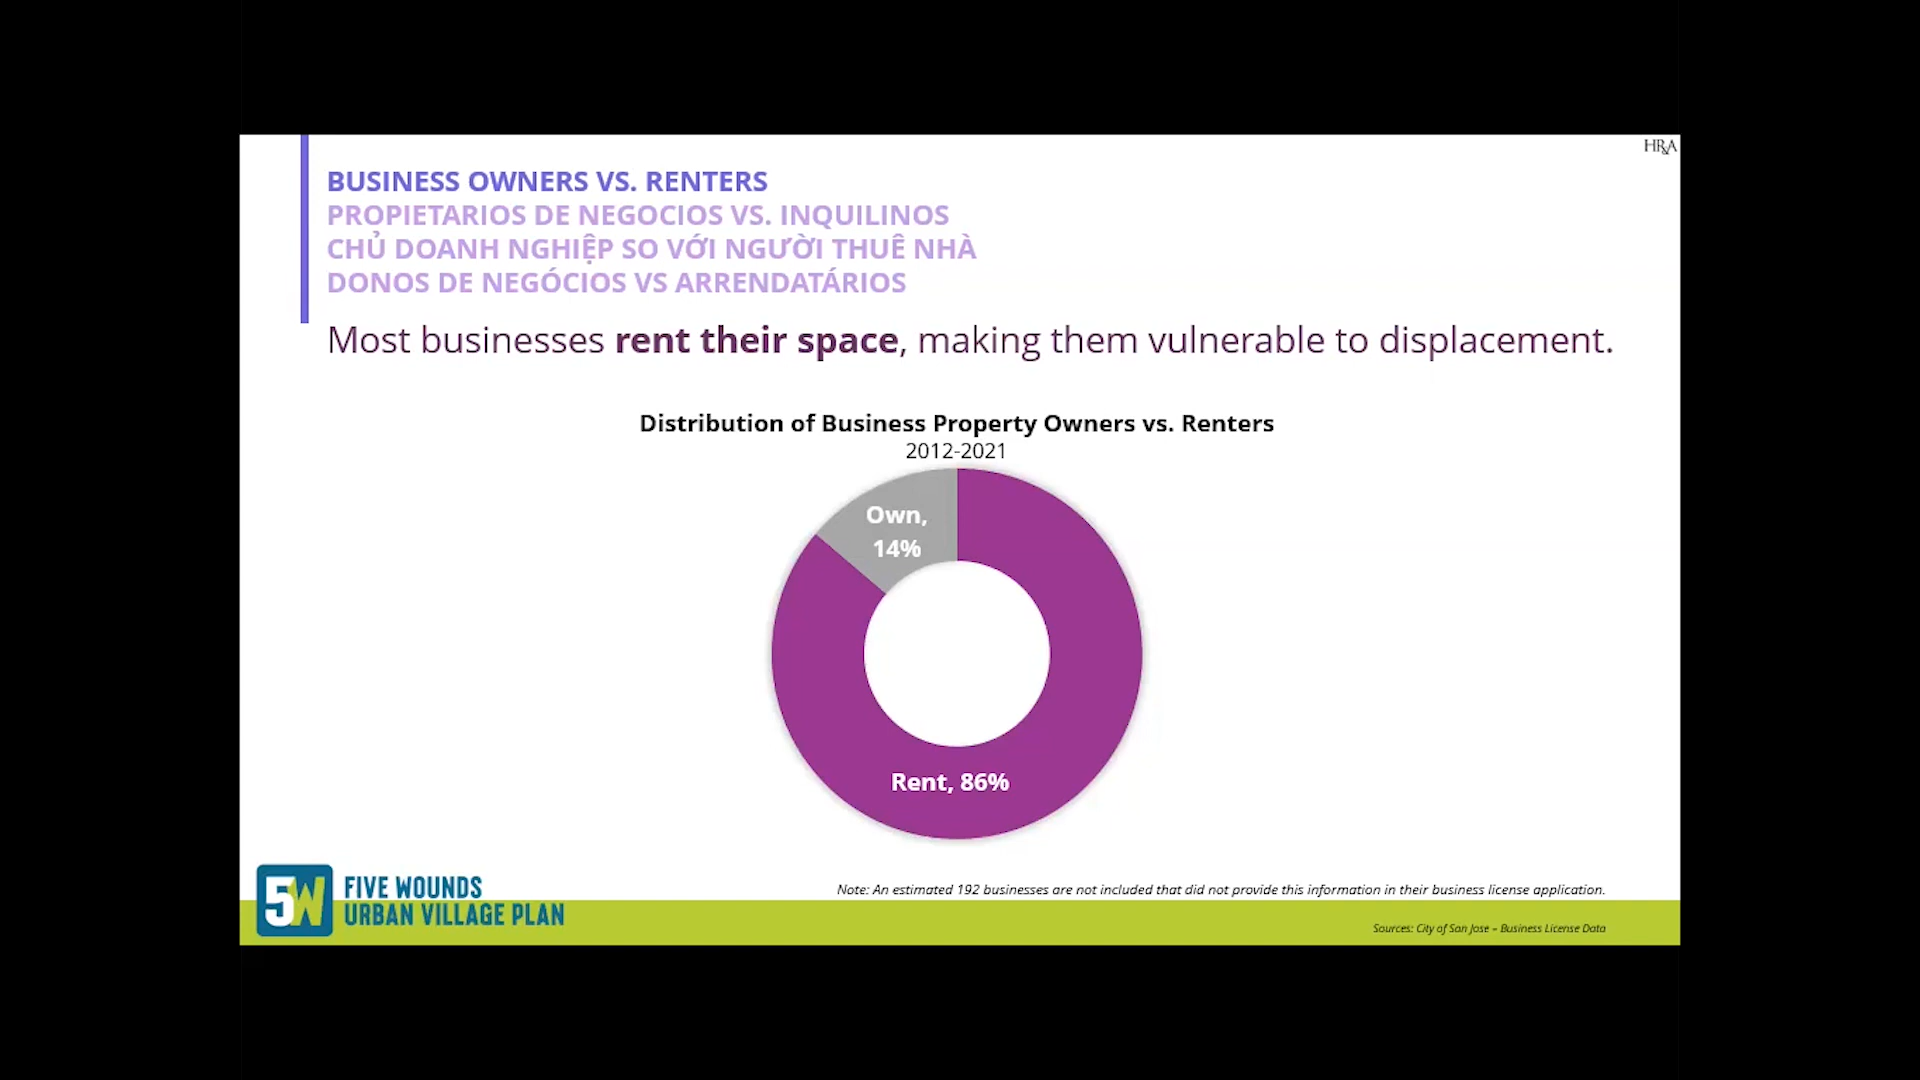 HR&A
BUSINESS OWNERS VS. RENTERS
PROPIETARIOS DE NEGOCIOS VS. INQUILINOS
CHỦ DOANH NGHIỆP SO VỚI NGƯỜI THUÊ NHÀ
DONOS DE NEGÓCIOS VS ARRENDATÁRIOS
Most businesses rent their space, making them vulnerable to displacement.
Distribution of Business Property Owners vs. Renters
2012-2021
Own,
14%
Rent, 86%
Note: An estimated 192 businesses are not included that did not provide this information in their business license application.
5W
FIVE WOUNDS
URBAN VILLAGE PLAN
Sources: City of San Jose – Business License Data